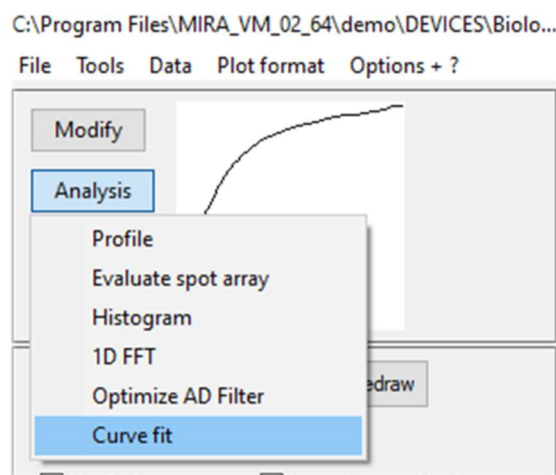 C:\Program Files\MIRA_VM_02_64\demo\DEVICES\Biolo...
File Tools Data Plot format Options + ?
Modify
Analysis
Profile
Evaluate spot array
Histogram
1D FFT
Optimize AD Filter
edraw
Curve fit